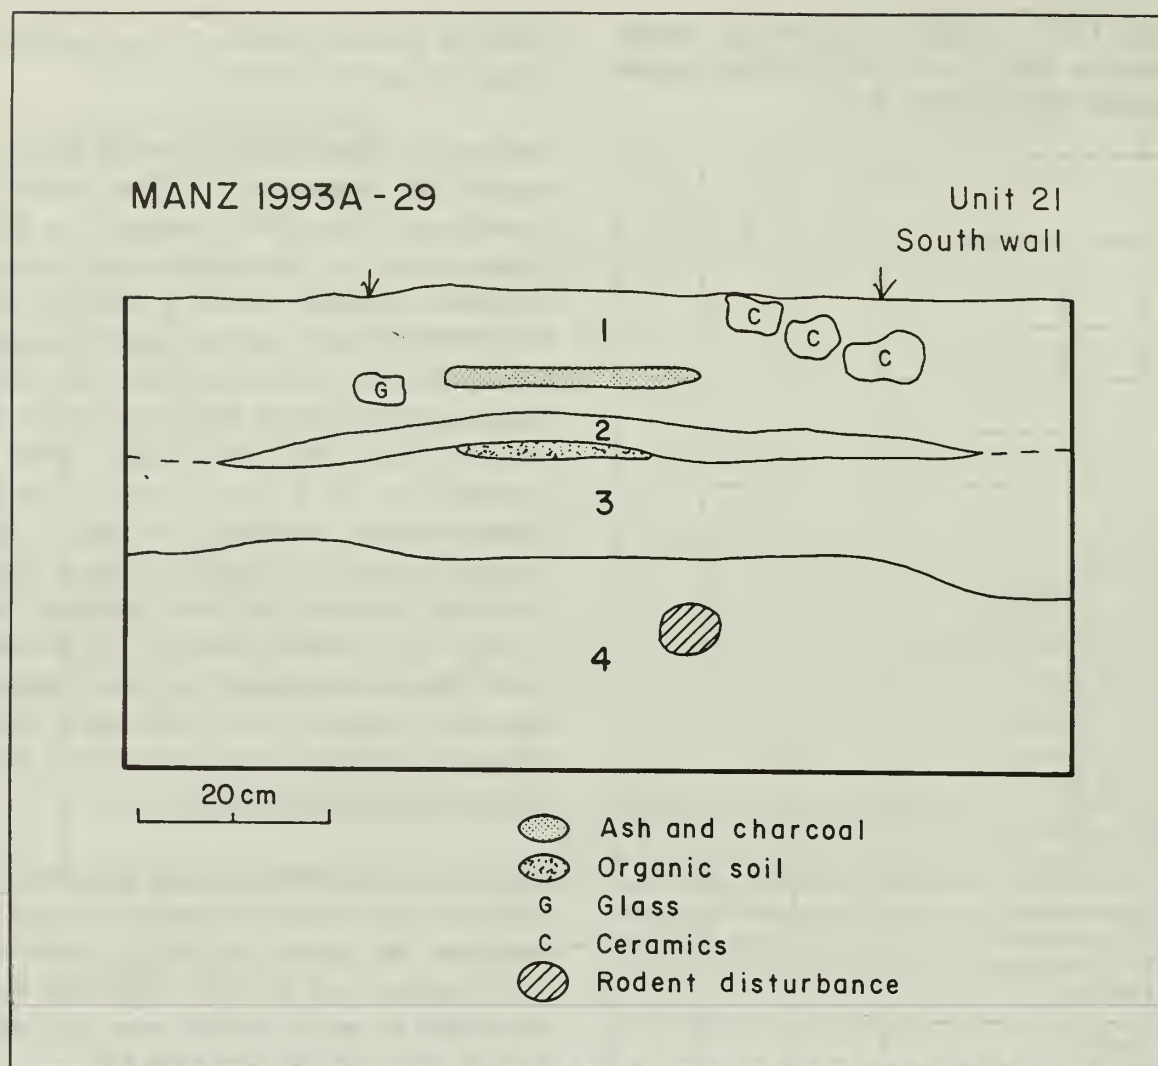 MANZ 1993A-29
Unit 21
South wall
1
C
C
C
G
2
3
4
20 cm
Ash and charcoal
Organic soil
G Glass
C Ceramics
Rodent disturbance